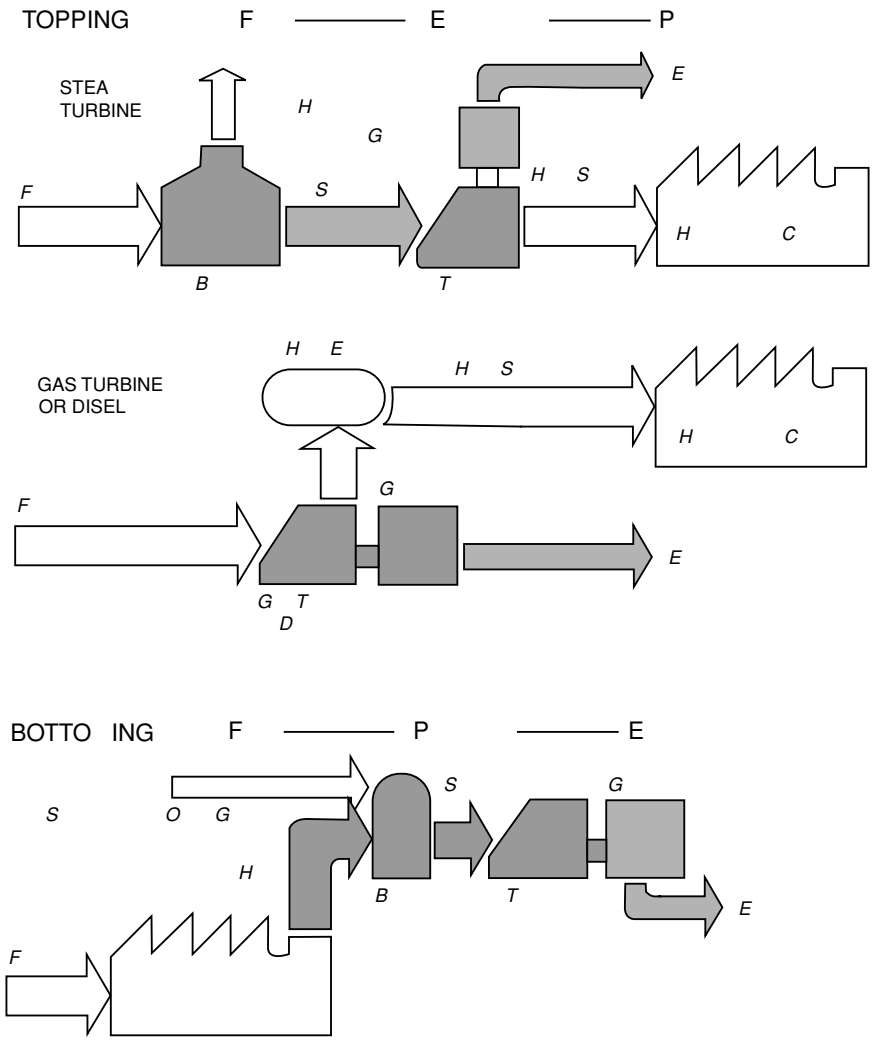 TOPPING F E P
STEA
TURBINE
H
G
E
F
S
H S
H C
B
T
H E
H S
GAS TURBINE
OR DISEL
H C
F
G
E
G T
D
BOTTO ING F P E
S
O G
S
G
H
B
T
E
F